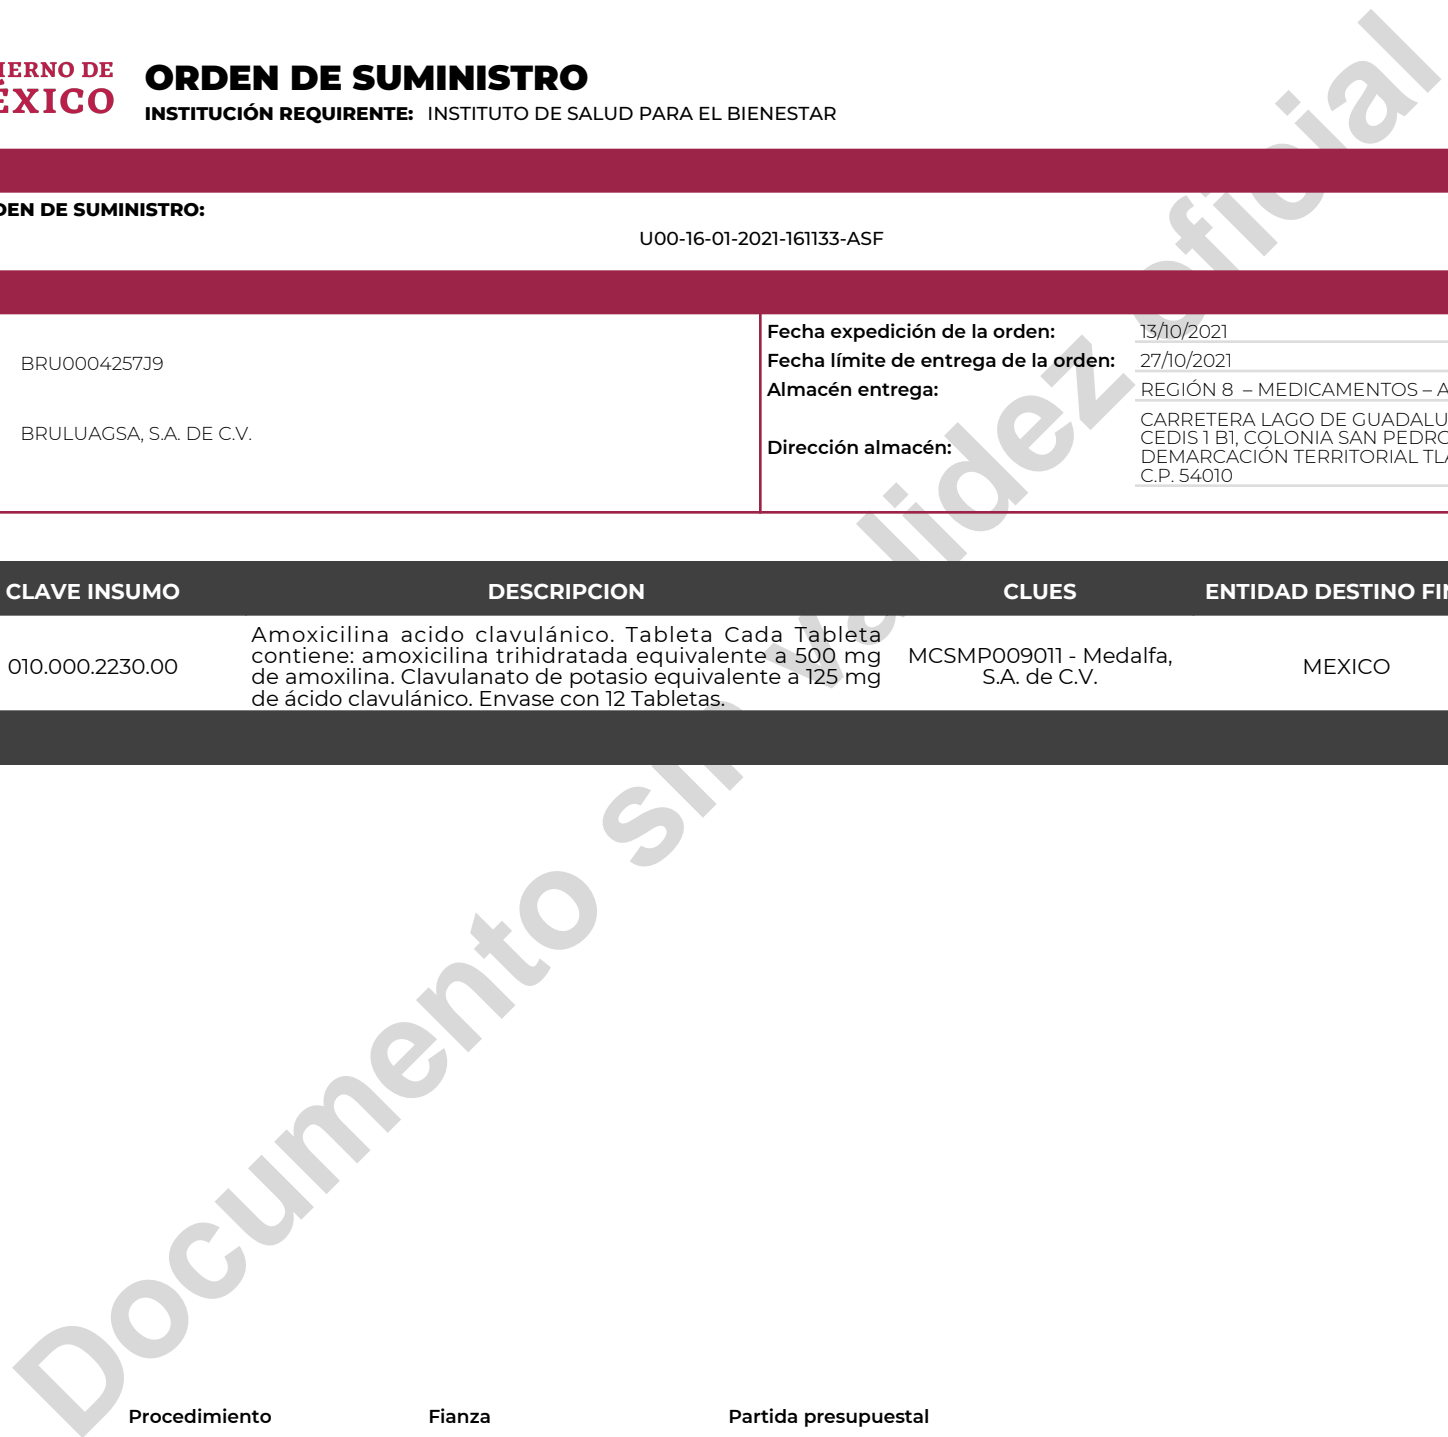 ORDEN DE SUMINISTRO
INSTITUCIÓN REQUIRENTE: INSTITUTO DE SALUD PARA EL BIENESTAR
IERNO DE
ÉXICO
DEN DE SUMINISTRO:
U00-16-01-2021-161133-ASF
BRU0004257J9
BRULUAGSA, S.A. DE C.V.
Fecha expedición de la orden: 13/10/2021
Fecha límite de entrega de la orden: 27/10/2021
Almacén entrega: REGIÓN 8 – MEDICAMENTOS – A
Dirección almacén:
CARRETERA LAGO DE GUADALU
CEDIS 1 B1, COLONIA SAN PEDRO
DEMARCACIÓN TERRITORIAL TLA
C.P. 54010
CLAVE INSUMO DESCRIPCION CLUES ENTIDAD DESTINO FIN
010.000.2230.00
Amoxicilina acido clavulánico. Tableta Cada Tableta
contiene: amoxicilina trihidratada equivalente a 500 mg
de amoxilina. Clavulanato de potasio equivalente a 125 mg
de ácido clavulánico. Envase con 12 Tabletas.
MCSMP009011 - Medalfa,
S.A. de C.V.
MEXICO
Documento sin validez oficial
Procedimiento Fianza Partida presupuestal